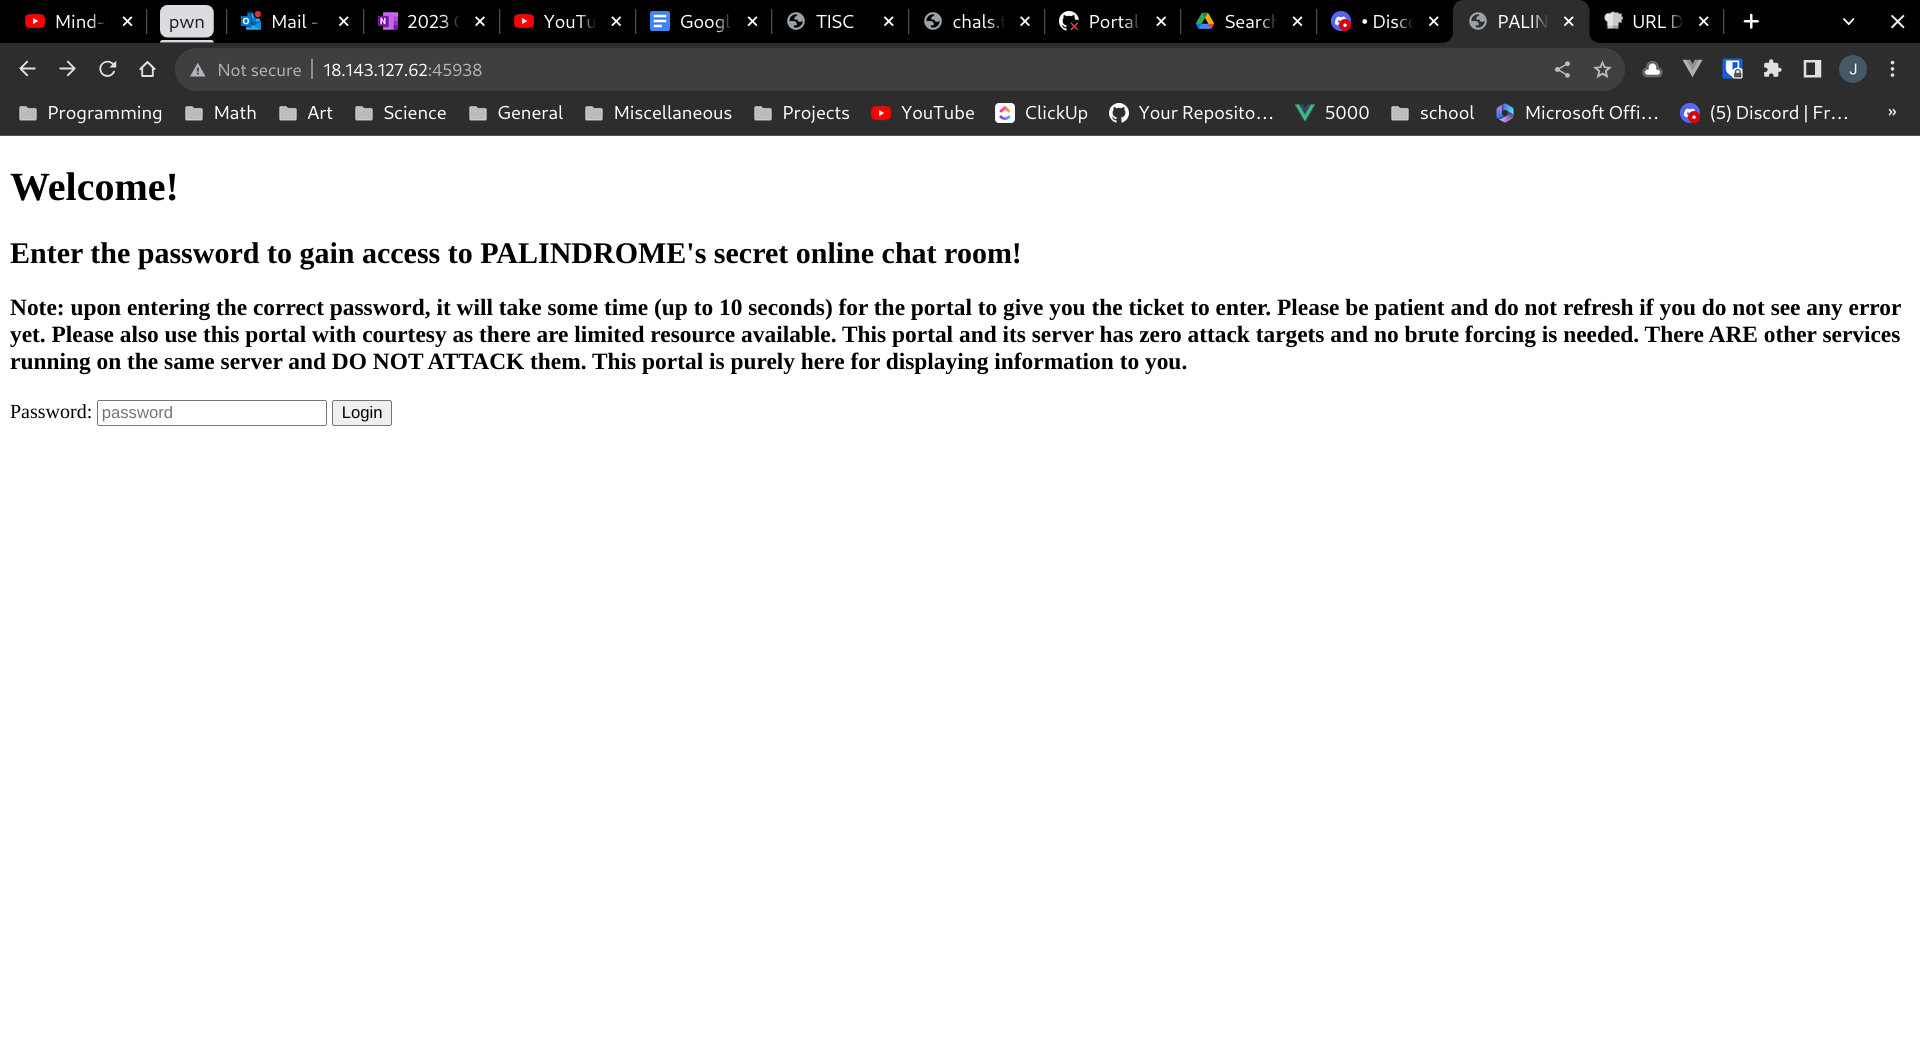 Mind- pwn Mail - 2023 YouTu Googl TISC chals. Portal Search • Disc PALIN URL D
Not secure 18.143.127.62:45938 J
Programming Math Art Science General Miscellaneous Projects YouTube ClickUp Your Reposito… 5000 school Microsoft Offi… (5) Discord | Fr… »
Welcome!
Enter the password to gain access to PALINDROME's secret online chat room!
Note: upon entering the correct password, it will take some time (up to 10 seconds) for the portal to give you the ticket to enter. Please be patient and do not refresh if you do not see any error
yet. Please also use this portal with courtesy as there are limited resource available. This portal and its server has zero attack targets and no brute forcing is needed. There ARE other services
running on the same server and DO NOT ATTACK them. This portal is purely here for displaying information to you.
Password: password Login